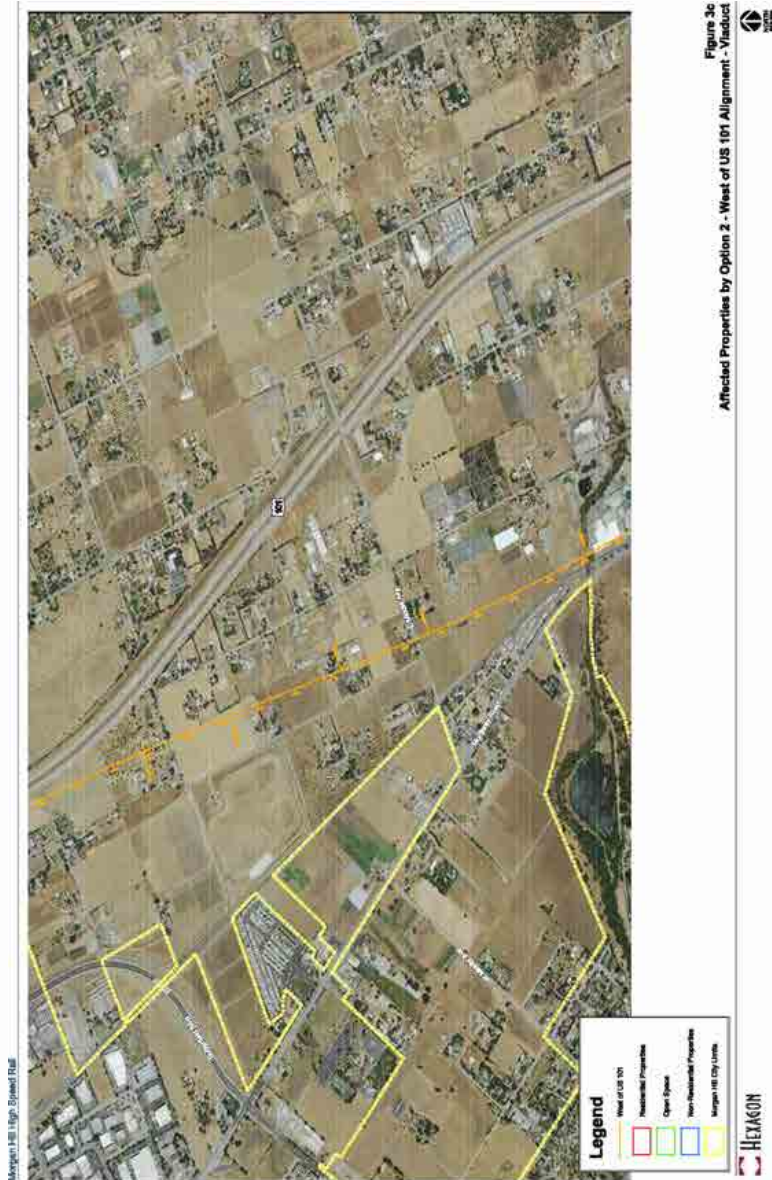 Morgan Hill High Speed Rail
101
Legend
West of US 101
Residential Properties
Open Space
Non-Residential Properties
Morgan Hill City Limits
HEXAGON
Figure 3c
Affected Properties by Option 2 - West of US 101 Alignment - Viaduct
NORTH